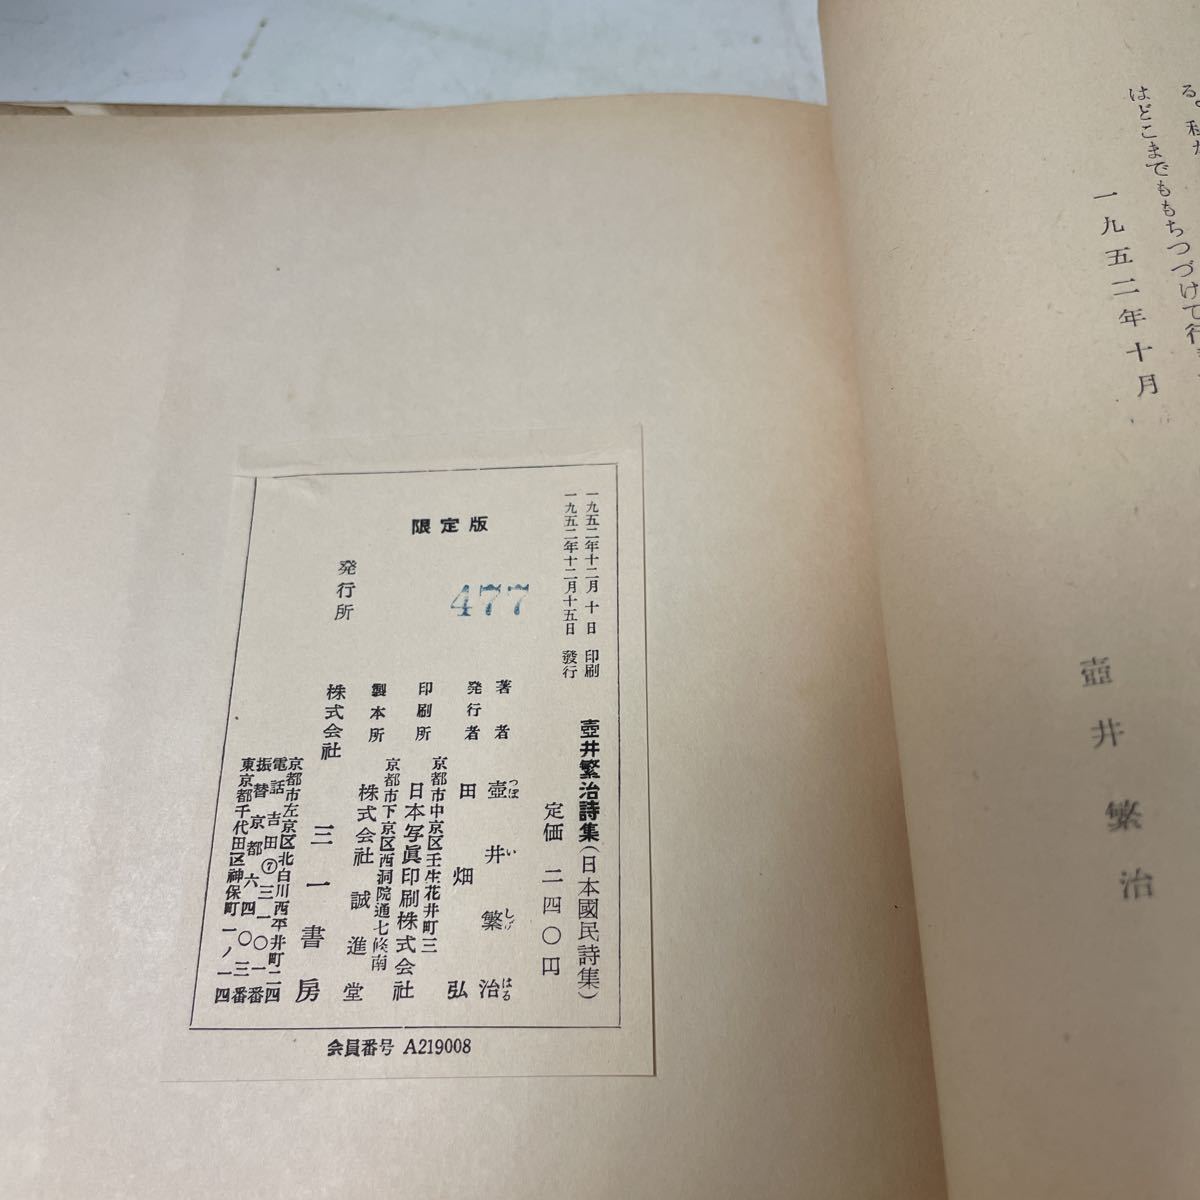 はどこまでももちつづけて行
一九五二年十月
壺井繁治
一九五二年十二月 十日 印刷
一九五二年十二月十五日 發行
壺井繁治詩集(日本國民詩集)
定価 二四〇円
限定版
477
著者 壺井繁治
つぼ い しげ はる
発行者 田畑弘
京都市中京区壬生花井町三
印刷所 日本写眞印刷株式会社
京都市下京区西洞院通七条南
製本所 株式会社 誠進堂
発行所 株式会社 三一書房
京都市左京区北白川西平井町二四
電話吉田⑦三一〇一番
振替京都六四〇三番
東京都千代田区神保町一ノ一四
会員番号 A219008